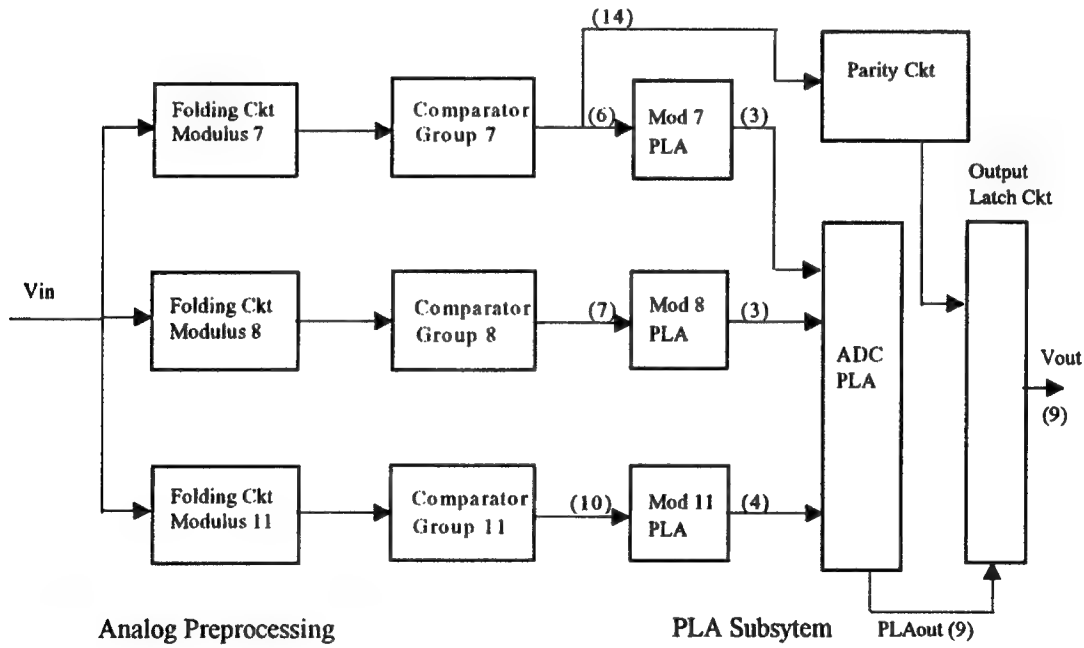 (14)
Parity Ckt
Folding Ckt
Modulus 7
Comparator
Group 7
(6)
Mod 7
PLA
(3)
Output
Latch Ckt
Vin
Folding Ckt
Modulus 8
Comparator
Group 8
(7)
Mod 8
PLA
(3)
ADC
PLA
Vout
(9)
Folding Ckt
Modulus 11
Comparator
Group 11
(10)
Mod 11
PLA
(4)
Analog Preprocessing
PLA Subsytem
PLAout (9)